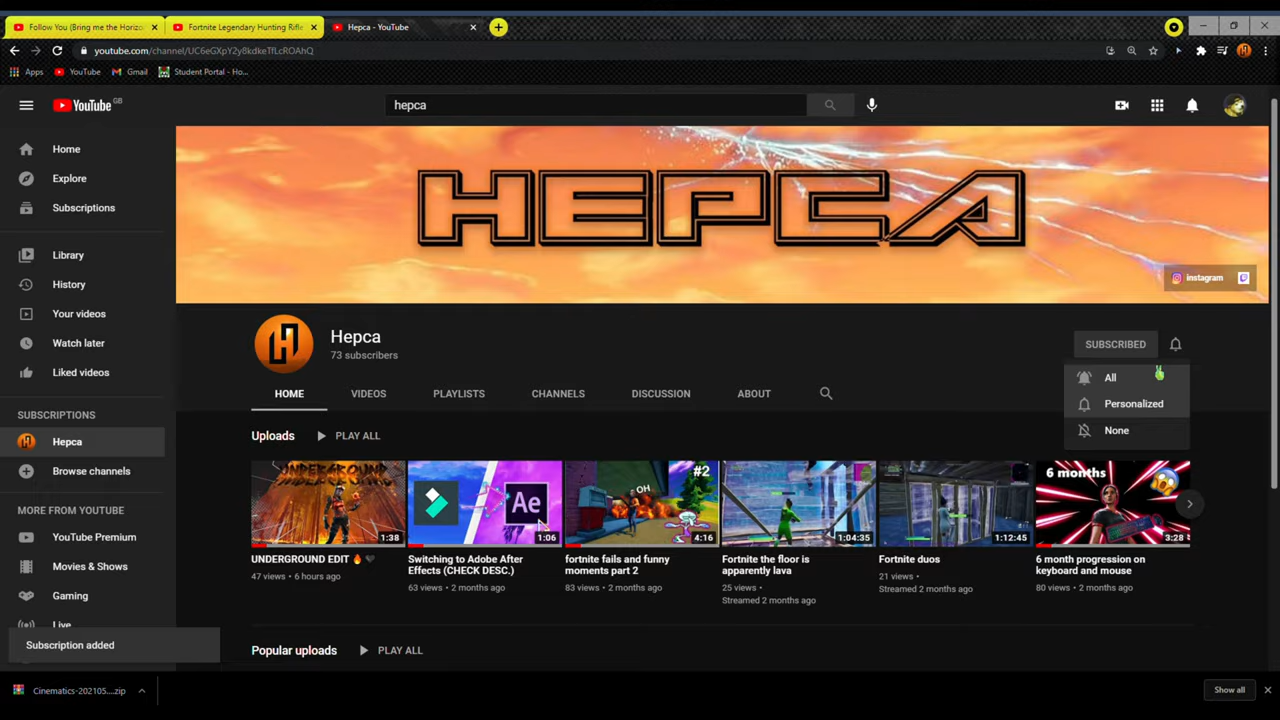 Follow You (Bring me the Horizo
Fortnite Legendary Hunting Rifle
Hepca - YouTube
youtube.com/channel/UC6eGXpY2y8kdkeTfLcROAhQ
Apps
YouTube
Gmail
Student Portal - Ho...
YouTube GB
hepca
Home
Explore
Subscriptions
Library
History
Your videos
Watch later
Liked videos
SUBSCRIPTIONS
Hepca
Browse channels
MORE FROM YOUTUBE
YouTube Premium
Movies & Shows
Gaming
Live
Subscription added
HEPCA
instagram
Hepca
73 subscribers
SUBSCRIBED
All
Personalized
None
HOME
VIDEOS
PLAYLISTS
CHANNELS
DISCUSSION
ABOUT
Uploads
PLAY ALL
UNDERGROUND
1:38
UNDERGROUND EDIT
47 views • 6 hours ago
Ae
1:06
Switching to Adobe After
Effects (CHECK DESC.)
63 views • 2 months ago
#2
OH
4:16
fortnite fails and funny
moments part 2
83 views • 2 months ago
1:04:35
Fortnite the floor is
apparently lava
25 views
Streamed 2 months ago
1:12:45
Fortnite duos
21 views
Streamed 2 months ago
6 months
3:28
6 month progression on
keyboard and mouse
80 views • 2 months ago
Popular uploads
PLAY ALL
Cinematics-202105....zip
Show all